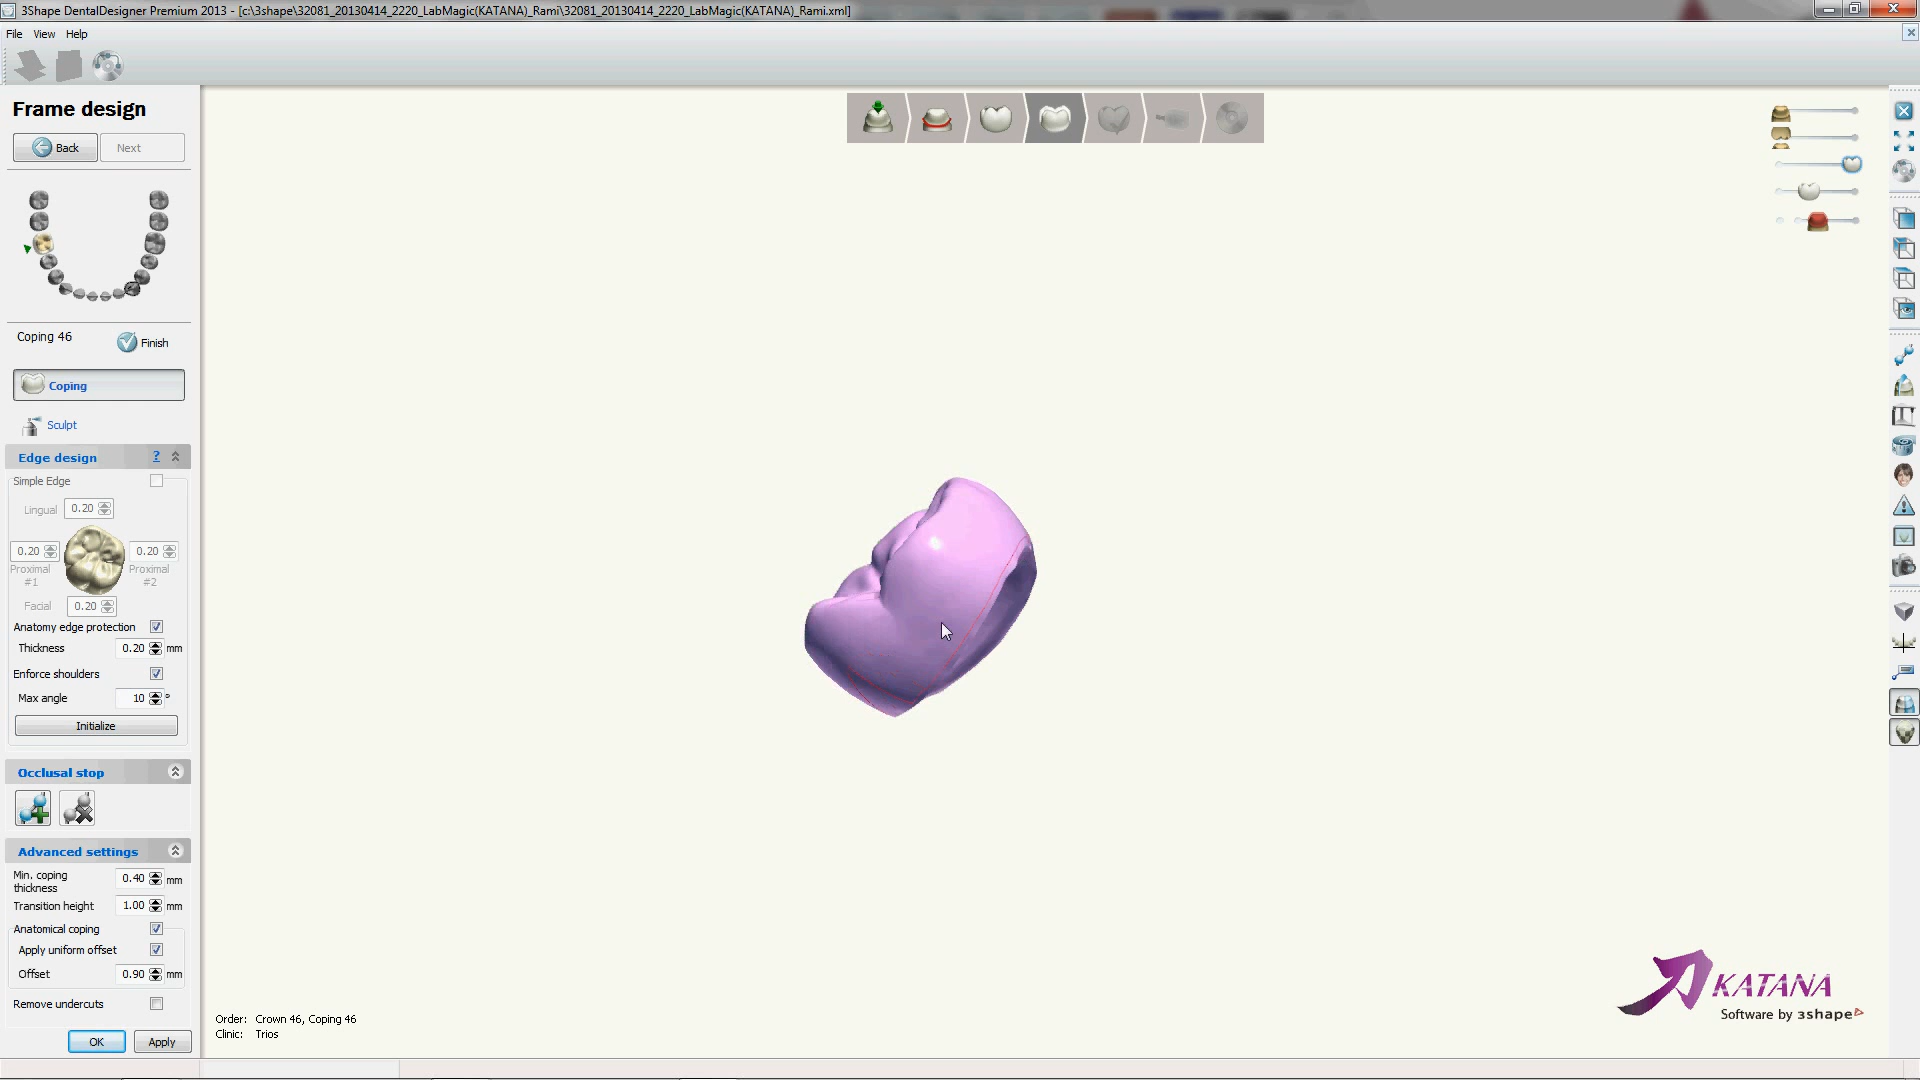 3Shape DentalDesigner Premium 2013 - [c:\3shape\32081_20130414_2220_LabMagic(KATANA)_Rami\32081_20130414_2220_LabMagic(KATANA)_Rami.xml]
File View Help
Frame design
Back Next
Coping 46
Finish
Coping
Sculpt
Edge design ?
Simple Edge
Lingual 0.20
0.20 0.20
Proximal #1 Proximal #2
Facial 0.20
Anatomy edge protection
Thickness 0.20 mm
Enforce shoulders
Max angle 10 °
Initialize
Occlusal stop
Advanced settings
Min. coping thickness 0.40 mm
Transition height 1.00 mm
Anatomical coping
Apply uniform offset
Offset 0.90 mm
Remove undercuts
OK Apply
Order: Crown 46, Coping 46
Clinic: Trios
KATANA
Software by 3shape